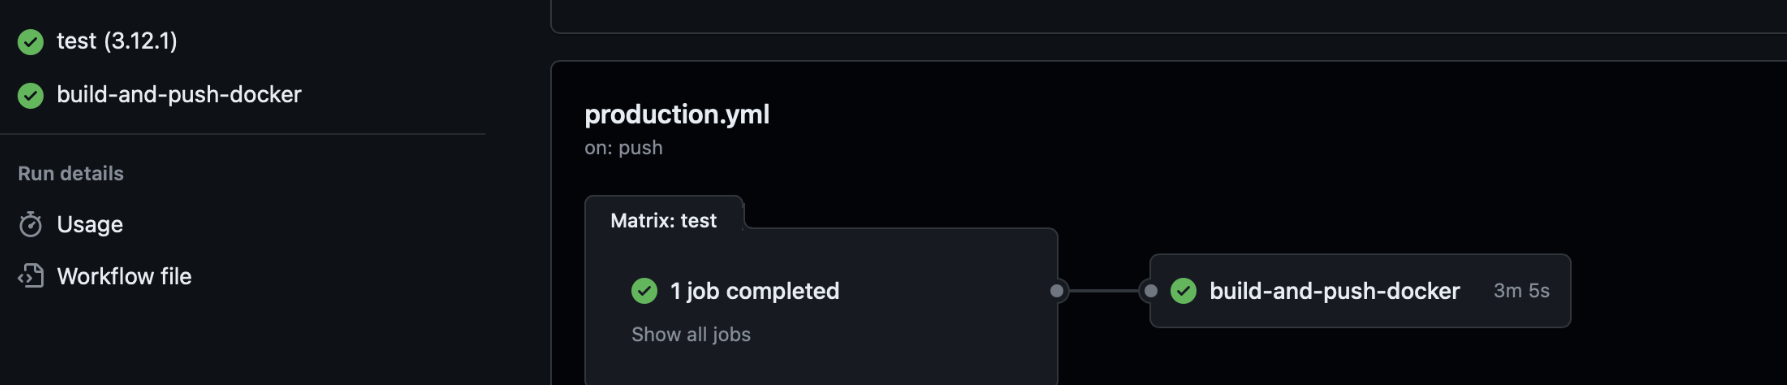 test (3.12.1)
build-and-push-docker
Run details
Usage
Workflow file
production.yml
on: push
Matrix: test
1 job completed
Show all jobs
build-and-push-docker 3m 5s